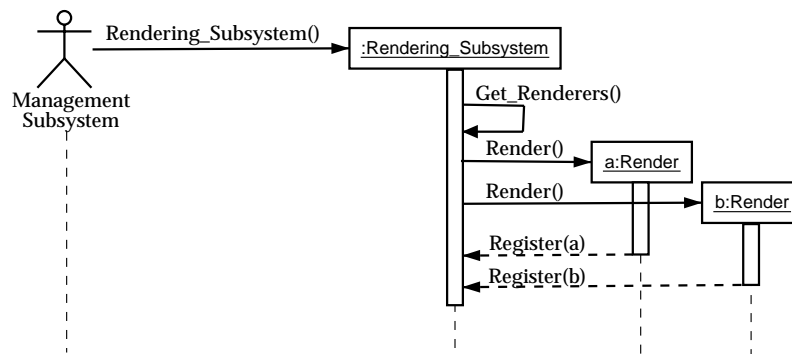 Rendering_Subsystem()
:Rendering_Subsystem
Management
Subsystem
Get_Renderers()
Render()
a:Render
Render()
b:Render
Register(a)
Register(b)